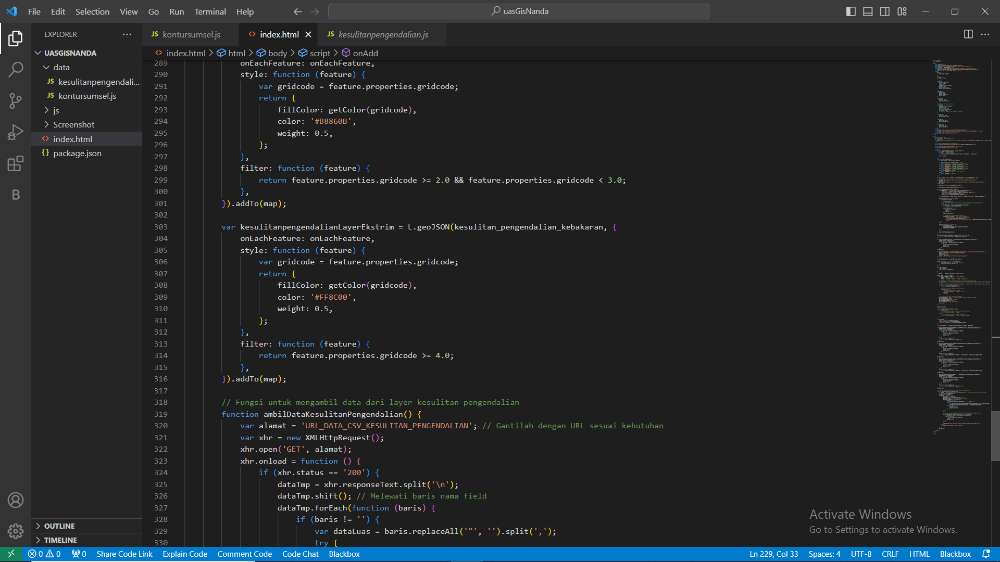 File Edit Selection View Go Run Terminal Help
uasGisNanda
EXPLORER
UASGISNANDA
data
JS kesulitanpengendali...
JS kontursumsel.js
js
Screenshot
<> index.html
{} package.json
OUTLINE
TIMELINE
JS kontursumsel.js
<> index.html
JS kesulitanpengendalian.js
<> index.html > html > body > script > onAdd
289 onEachFeature: onEachFeature,
290 style: function (feature) {
291 var gridcode = feature.properties.gridcode;
292 return {
293 fillColor: getColor(gridcode),
294 color: '#B8860B',
295 weight: 0.5,
296 };
297 },
298 filter: function (feature) {
299 return feature.properties.gridcode >= 2.0 && feature.properties.gridcode < 3.0;
300 },
301 }).addTo(map);
302
303 var kesulitanpengendalianLayerEkstrim = L.geoJSON(kesulitan_pengendalian_kebakaran, {
304 onEachFeature: onEachFeature,
305 style: function (feature) {
306 var gridcode = feature.properties.gridcode;
307 return {
308 fillColor: getColor(gridcode),
309 color: '#FF8C00',
310 weight: 0.5,
311 };
312 },
313 filter: function (feature) {
314 return feature.properties.gridcode >= 4.0;
315 },
316 }).addTo(map);
317
318 // Fungsi untuk mengambil data dari layer kesulitan pengendalian
319 function ambilDataKesulitanPengendalian() {
320 var alamat = 'URL_DATA_CSV_KESULITAN_PENGENDALIAN'; // Gantilah dengan URL sesuai kebutuhan
321 var xhr = new XMLHttpRequest();
322 xhr.open('GET', alamat);
323 xhr.onload = function () {
324 if (xhr.status == '200') {
325 dataTmp = xhr.responseText.split('\n');
326 dataTmp.shift(); // Melewati baris nama field
327 dataTmp.forEach(function (baris) {
328 if (baris != '') {
329 var dataLuas = baris.replaceAll('"', '').split(',');
330 try {
Activate Windows
Go to Settings to activate Windows.
0 0 0 Share Code Link Explain Code Comment Code Code Chat Blackbox
Ln 229, Col 33 Spaces: 4 UTF-8 CRLF HTML Blackbox